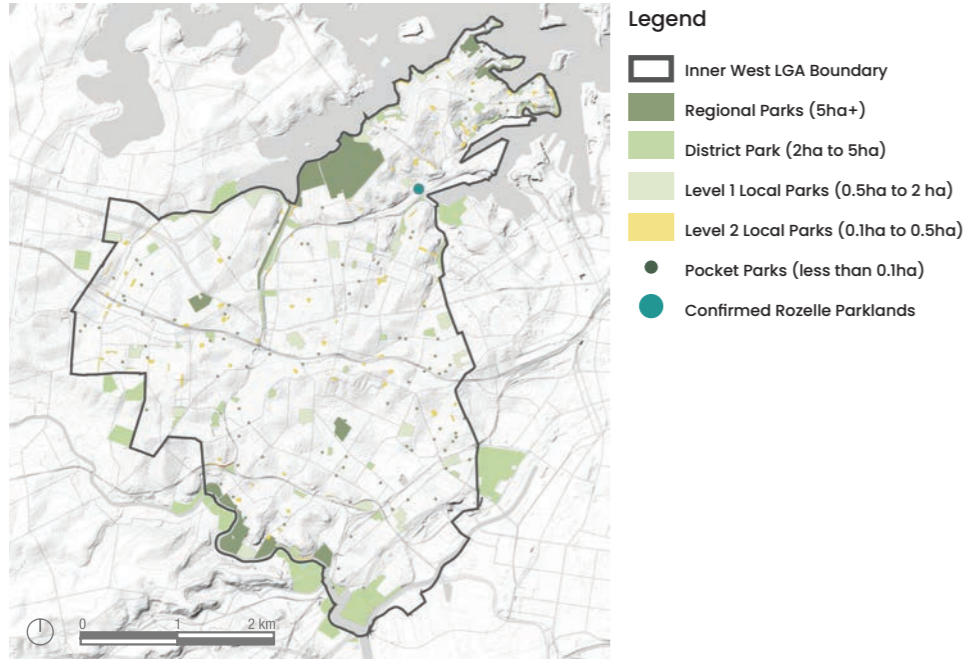 Legend
Inner West LGA Boundary
Regional Parks (5ha+)
District Park (2ha to 5ha)
Level 1 Local Parks (0.5ha to 2 ha)
Level 2 Local Parks (0.1ha to 0.5ha)
Pocket Parks (less than 0.1ha)
Confirmed Rozelle Parklands
0 1 2 km